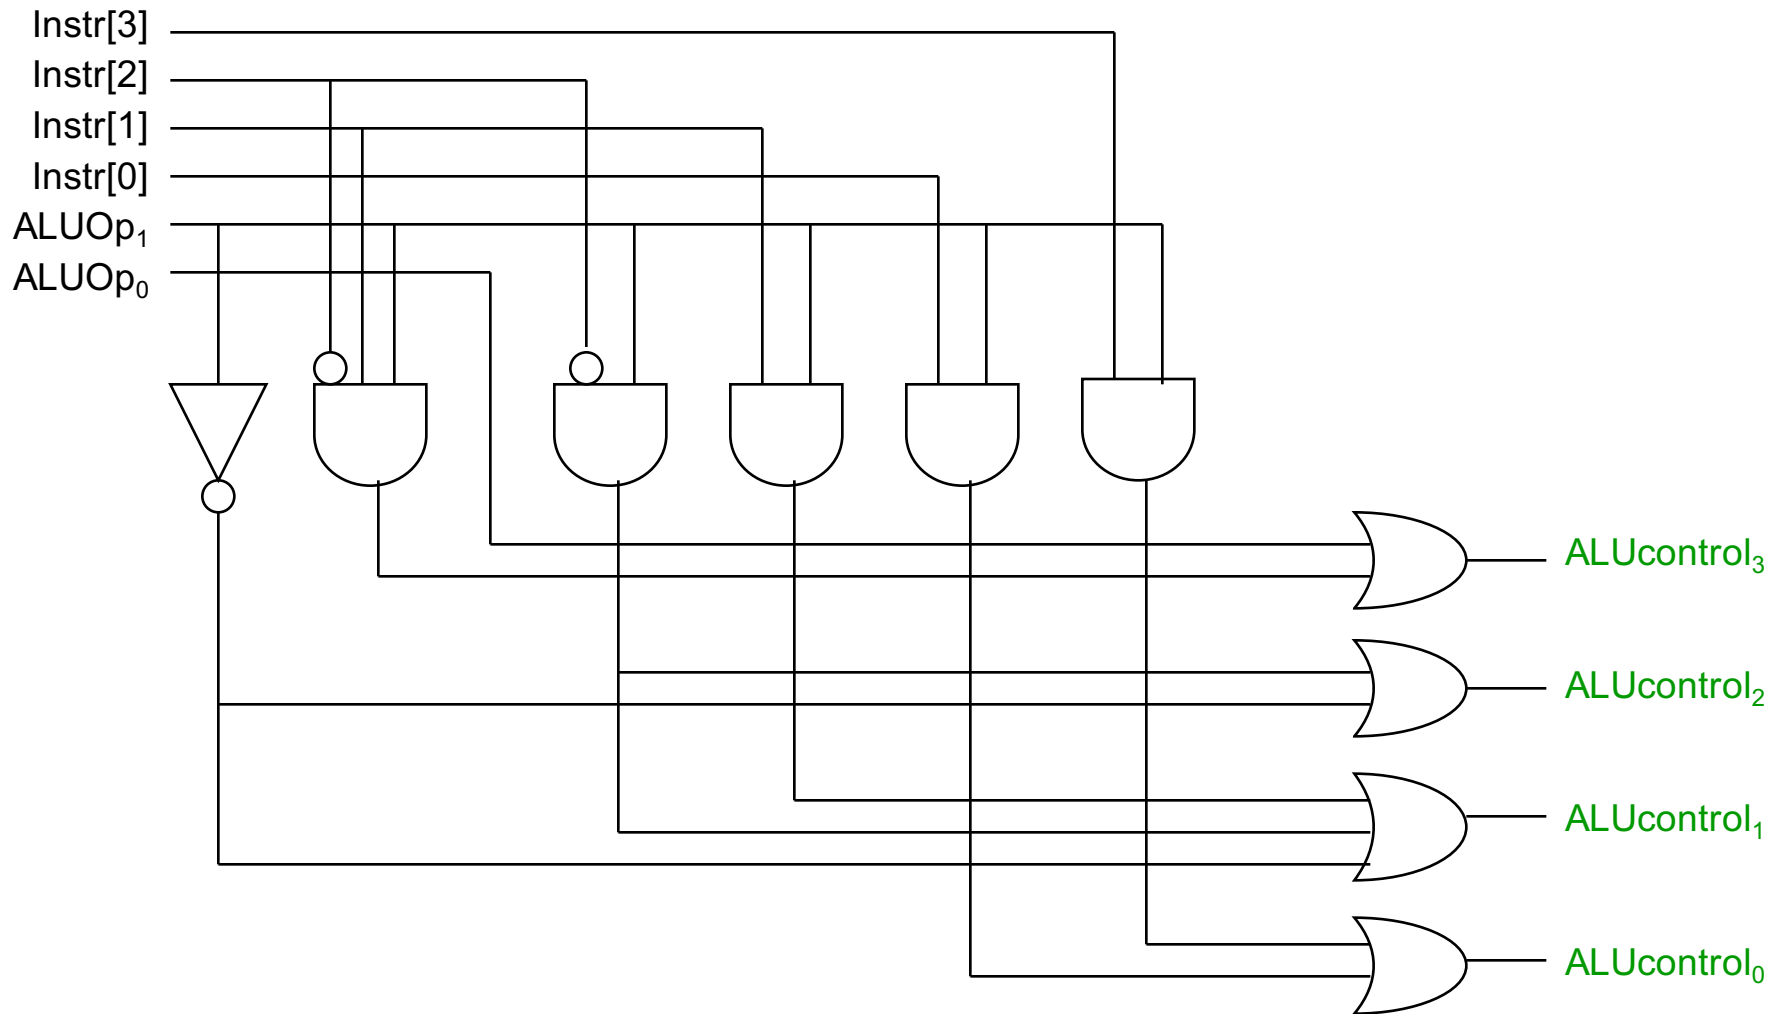 Instr[3]
Instr[2]
Instr[1]
Instr[0]
ALUOp1
ALUOp0
ALUcontrol3
ALUcontrol2
ALUcontrol1
ALUcontrol0